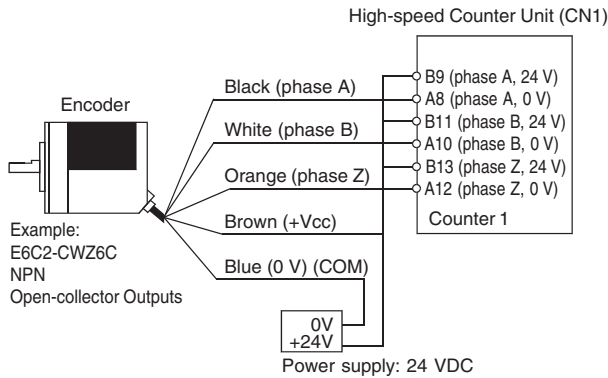 High-speed Counter Unit (CN1)
Black (phase A)
Encoder
White (phase B)
Orange (phase Z)
Brown (+Vcc)
Blue (0 V) (COM)
B9 (phase A, 24 V)
A8 (phase A, 0 V)
B11 (phase B, 24 V)
A10 (phase B, 0 V)
B13 (phase Z, 24 V)
A12 (phase Z, 0 V)
Counter 1
Example:
E6C2-CWZ6C
NPN
Open-collector Outputs
0V
+24V
Power supply: 24 VDC